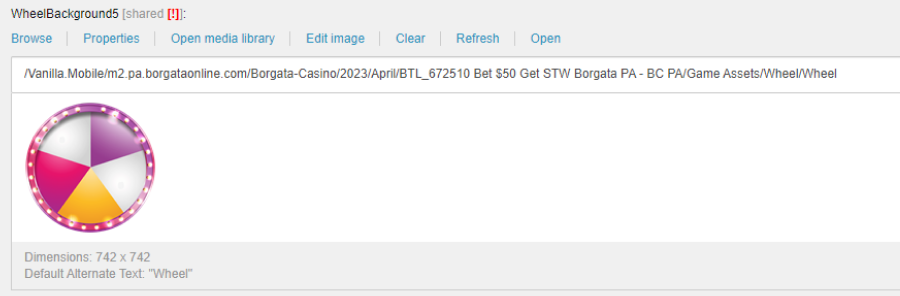 WheelBackground5 [shared [!]]:
Browse Properties Open media library Edit image Clear Refresh Open
/Vanilla.Mobile/m2.pa.borgataonline.com/Borgata-Casino/2023/April/BTL_672510 Bet $50 Get STW Borgata PA - BC PA/Game Assets/Wheel/Wheel
Dimensions: 742 x 742
Default Alternate Text: "Wheel"